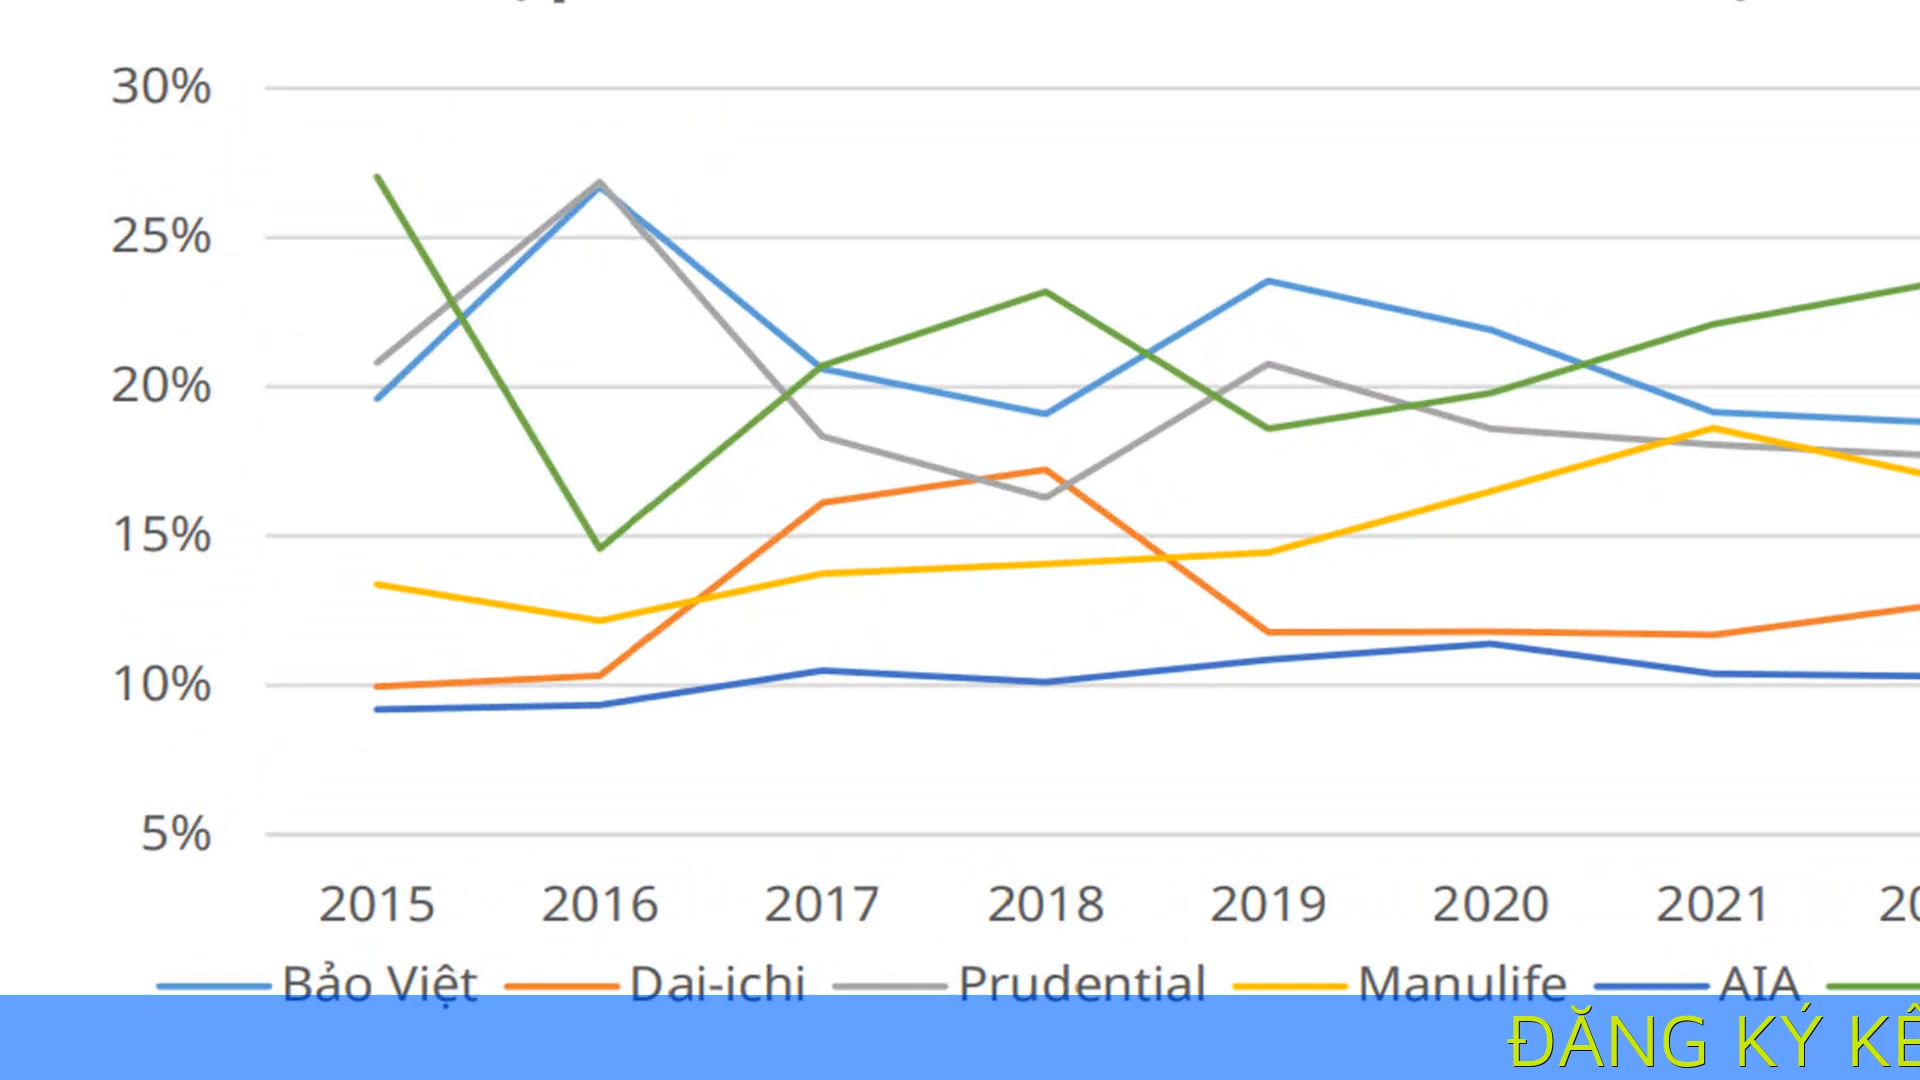 30%
25%
20%
15%
10%
5%
2015 2016 2017 2018 2019 2020 2021
Bảo Việt Dai-ichi Prudential Manulife AIA
ĐĂNG KÝ